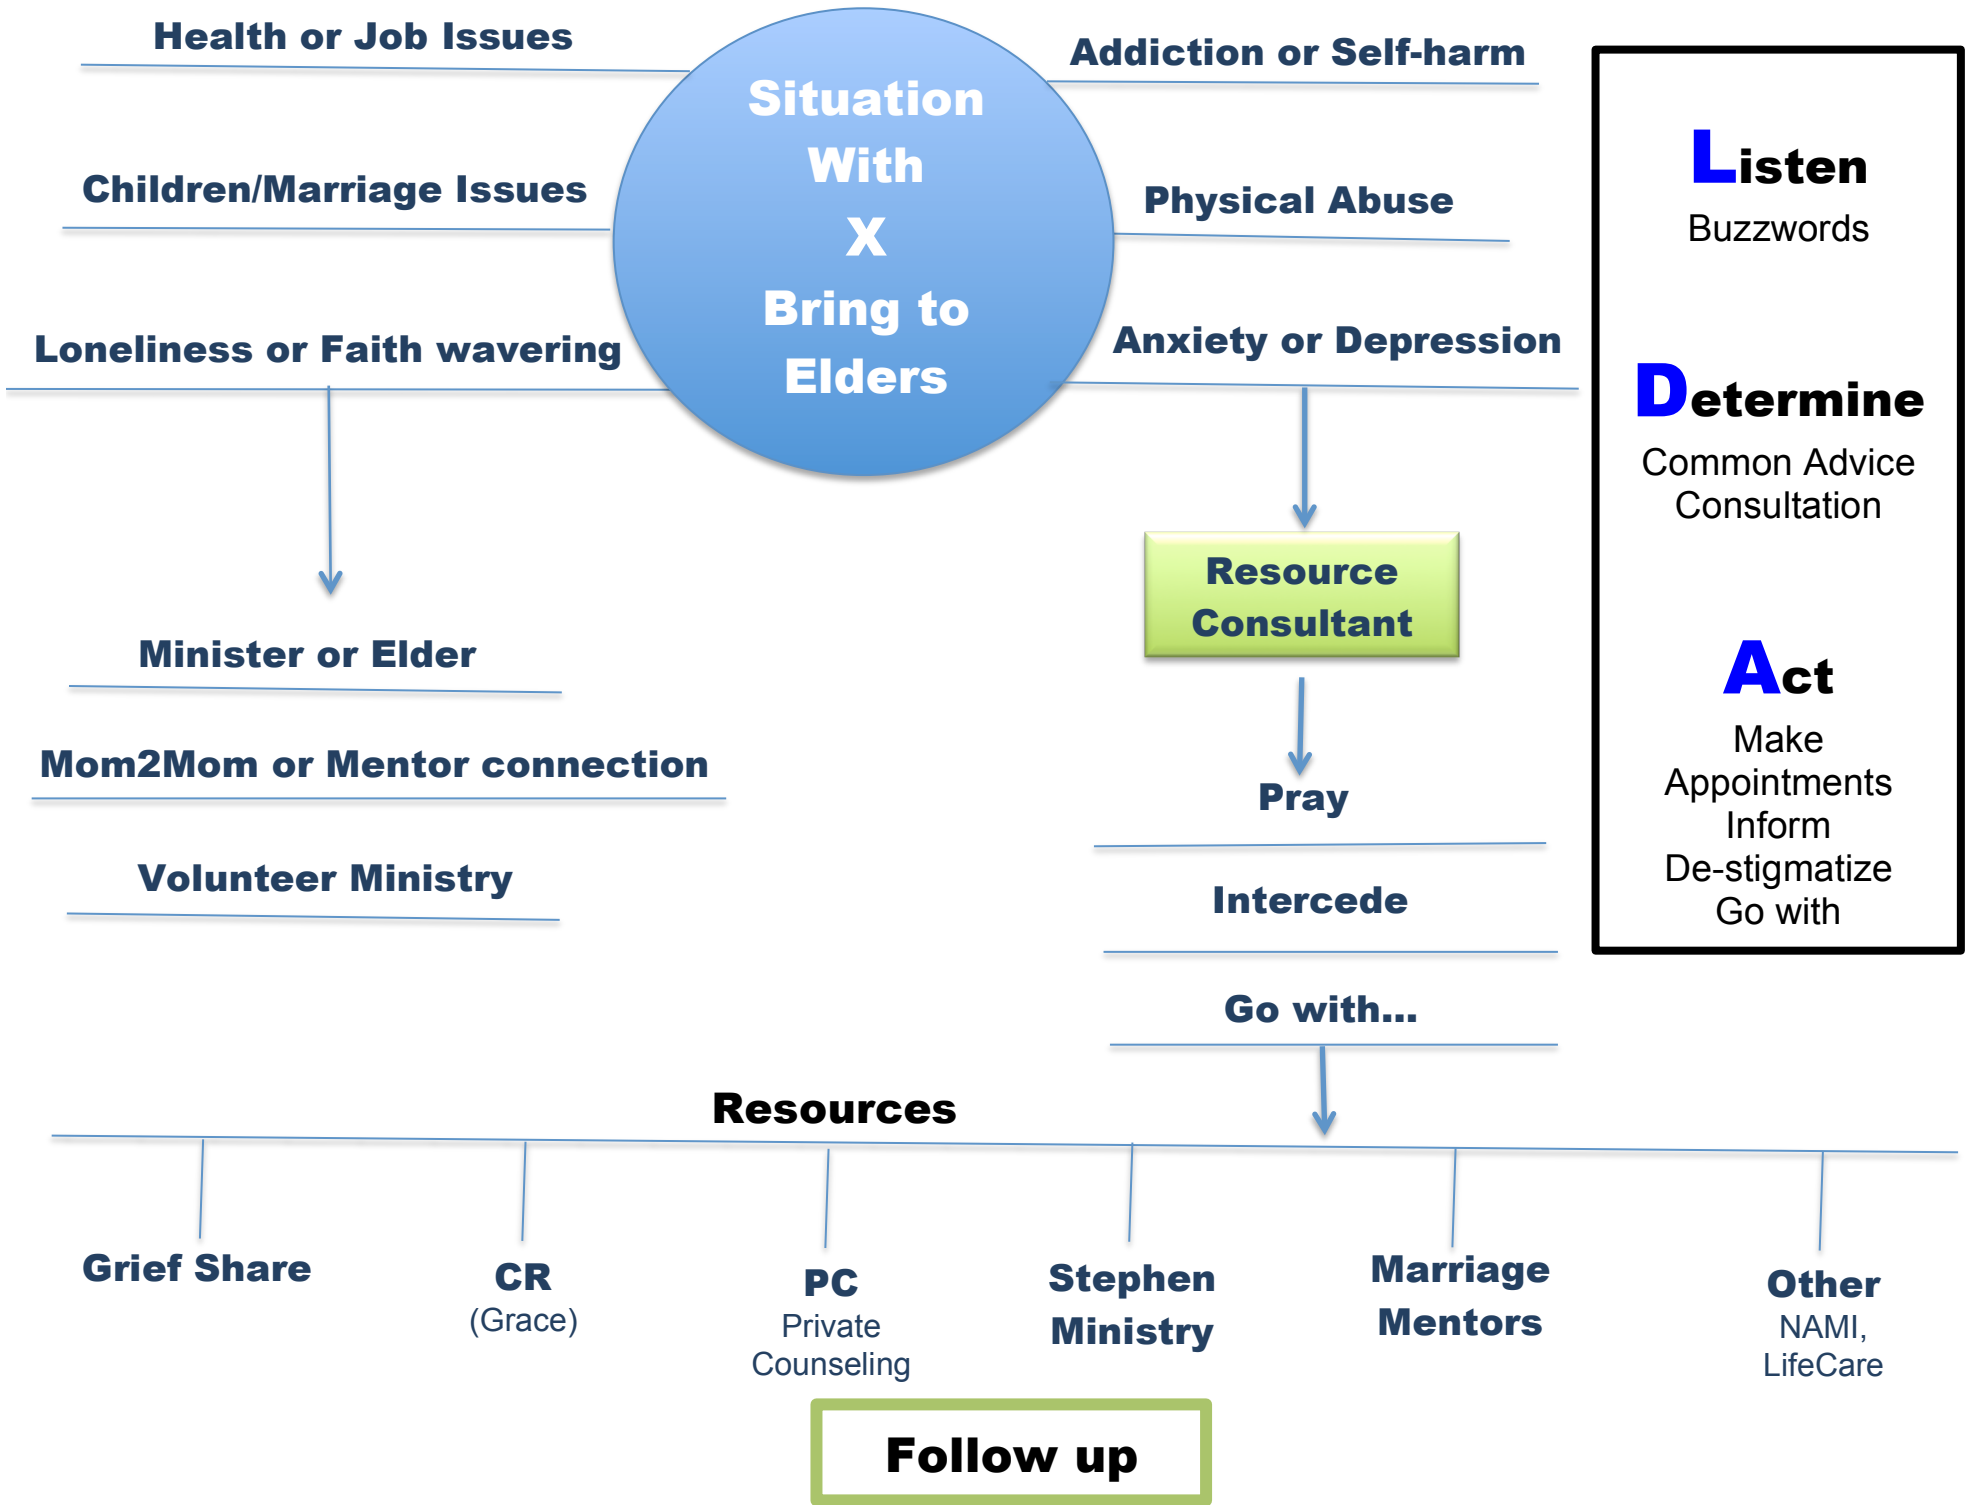 Health or Job Issues
Children/Marriage Issues
Loneliness or Faith wavering
Situation
With
X
Bring to
Elders
Addiction or Self-harm
Physical Abuse
Anxiety or Depression
Minister or Elder
Mom2Mom or Mentor connection
Volunteer Ministry
Resource
Consultant
Pray
Intercede
Go with...
Listen
Buzzwords
Determine
Common Advice
Consultation
Act
Make
Appointments
Inform
De-stigmatize
Go with
Resources
Grief Share
CR
(Grace)
PC
Private
Counseling
Stephen
Ministry
Marriage
Mentors
Other
NAMI,
LifeCare
Follow up